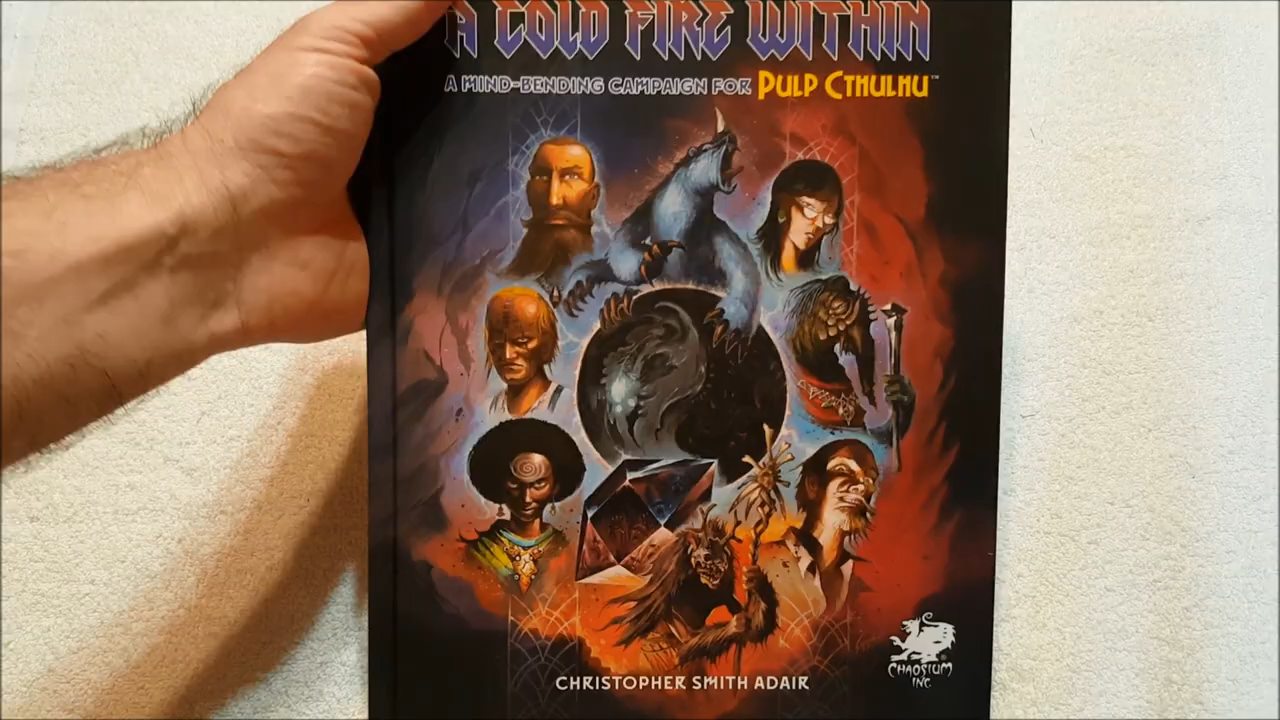 A COLD FIRE WITHIN
A MIND-BENDING CAMPAIGN FOR PULP CTHULHU™
CHRISTOPHER SMITH ADAIR
CHAOSIUM
INC.